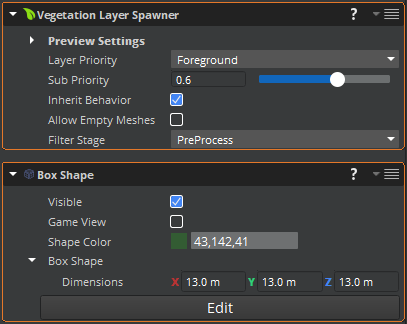 Vegetation Layer Spawner ?
Preview Settings
Layer Priority Foreground
Sub Priority 0.6
Inherit Behavior
Allow Empty Meshes
Filter Stage PreProcess
Box Shape ?
Visible
Game View
Shape Color 43,142,41
Box Shape
Dimensions X 13.0 m Y 13.0 m Z 13.0 m
Edit